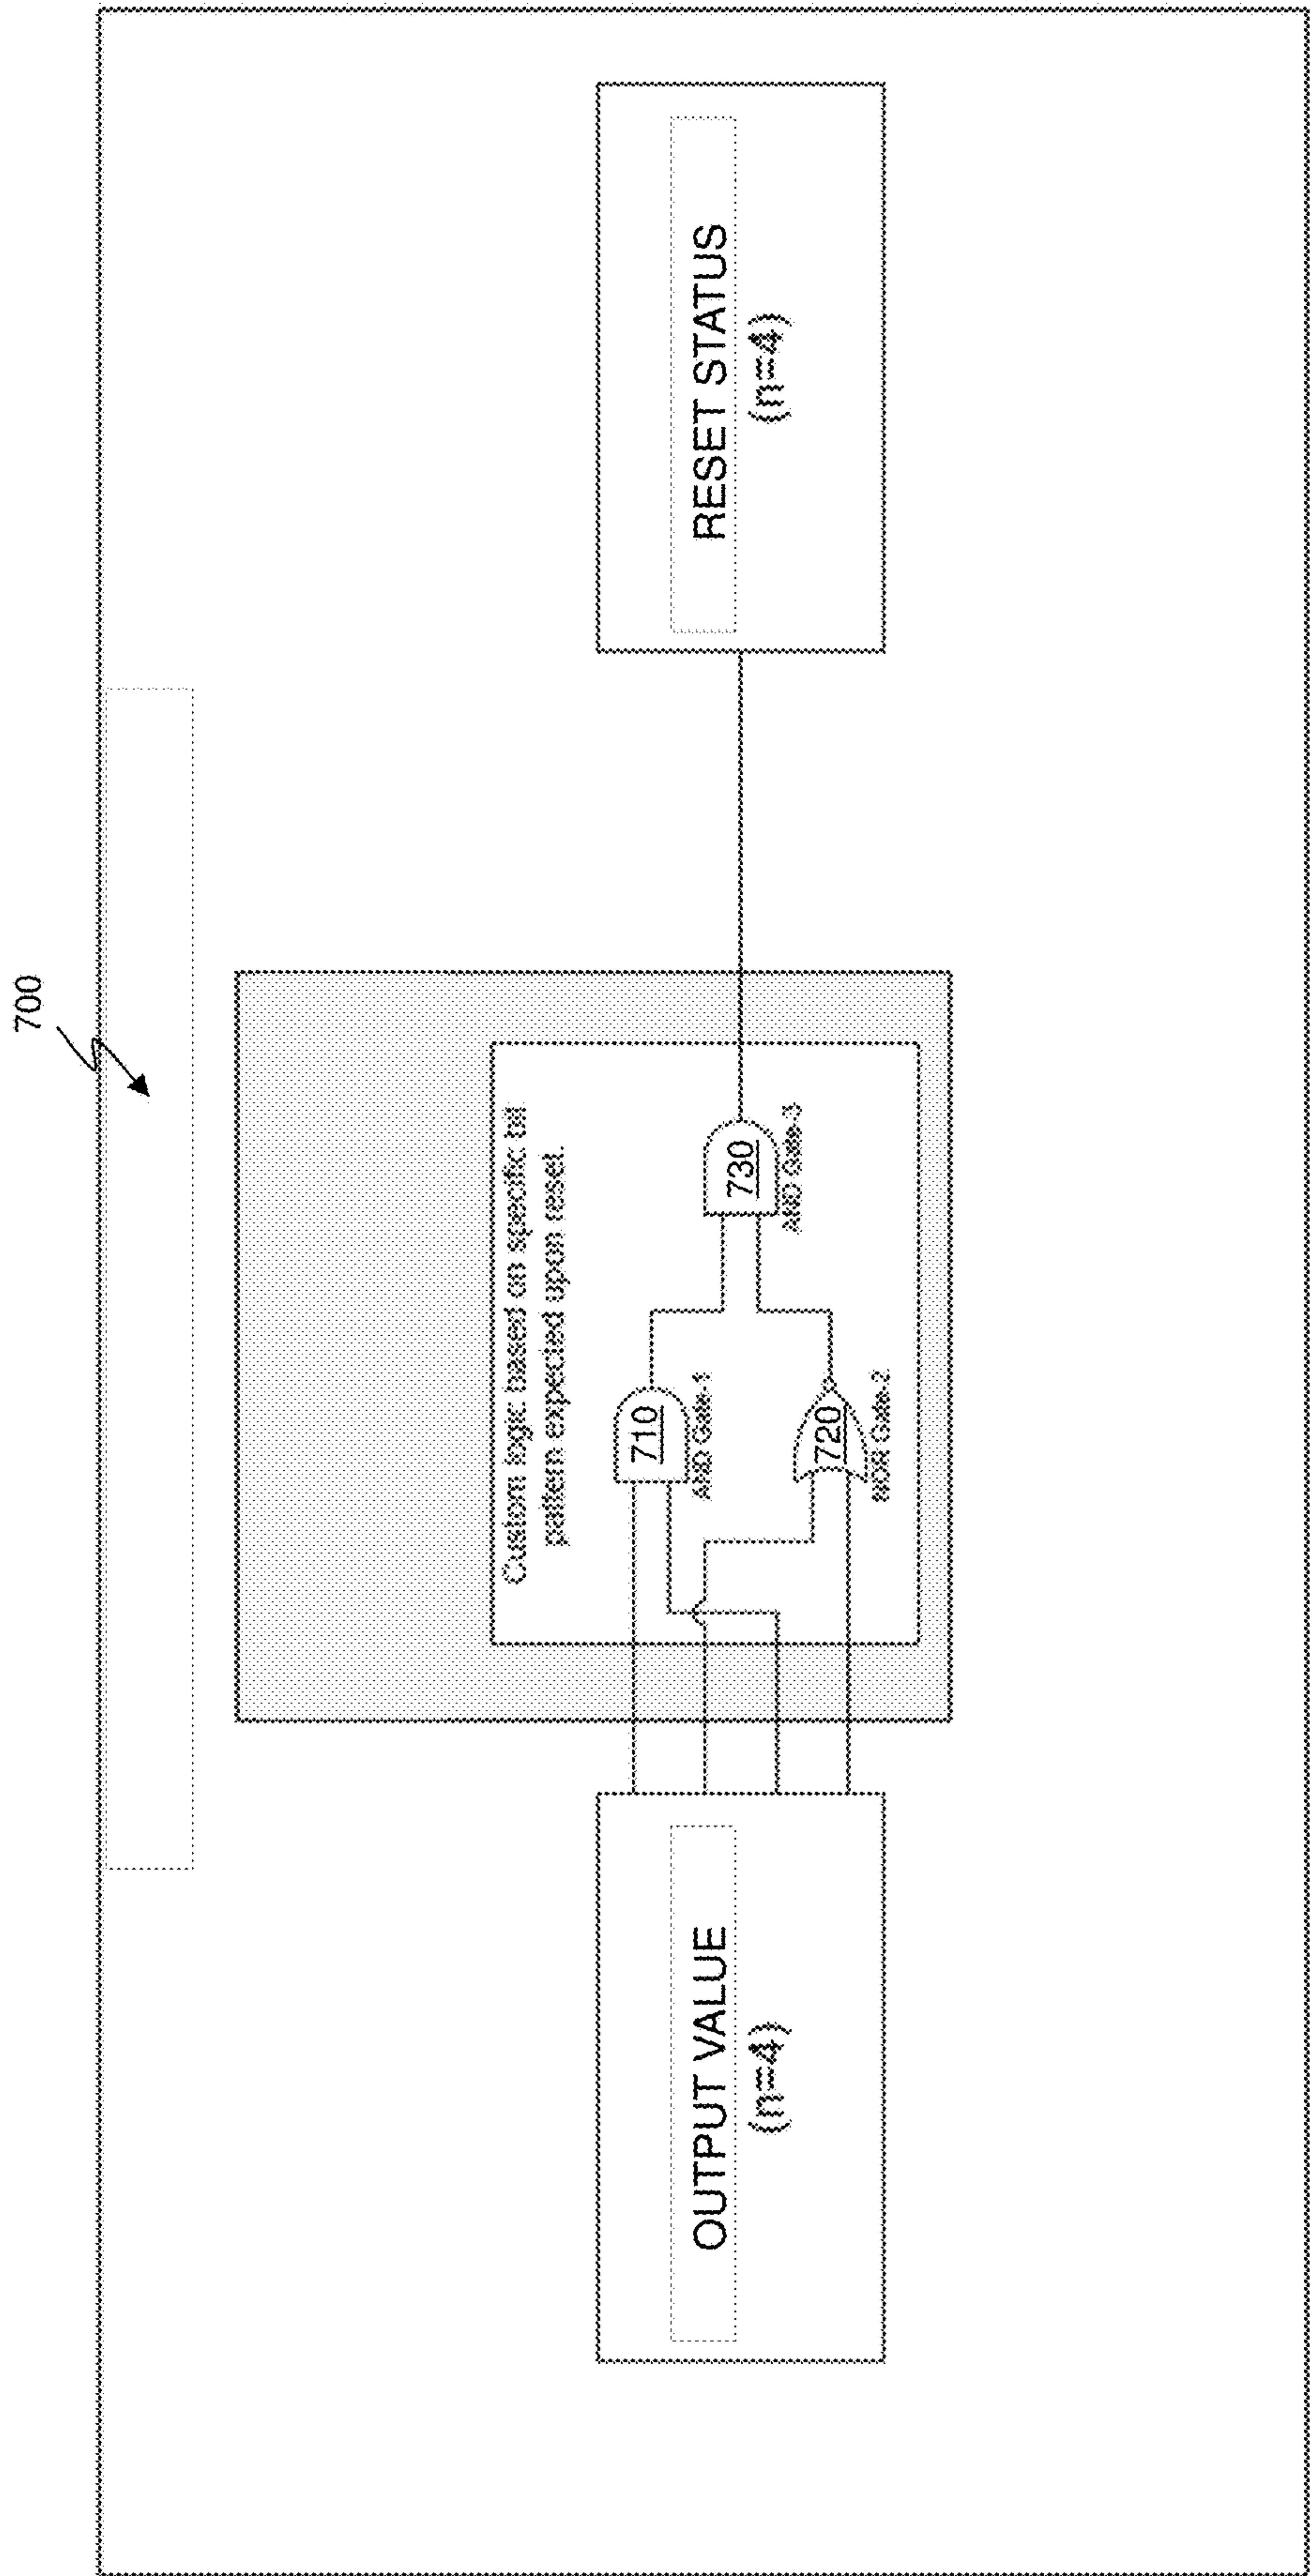 700
OUTPUT VALUE
(n=4)
Custom logic based on specific bit
pattern expected upon reset.
710
AND Gate-1
720
NOR Gate-2
730
AND Gate-3
RESET STATUS
(n=4)